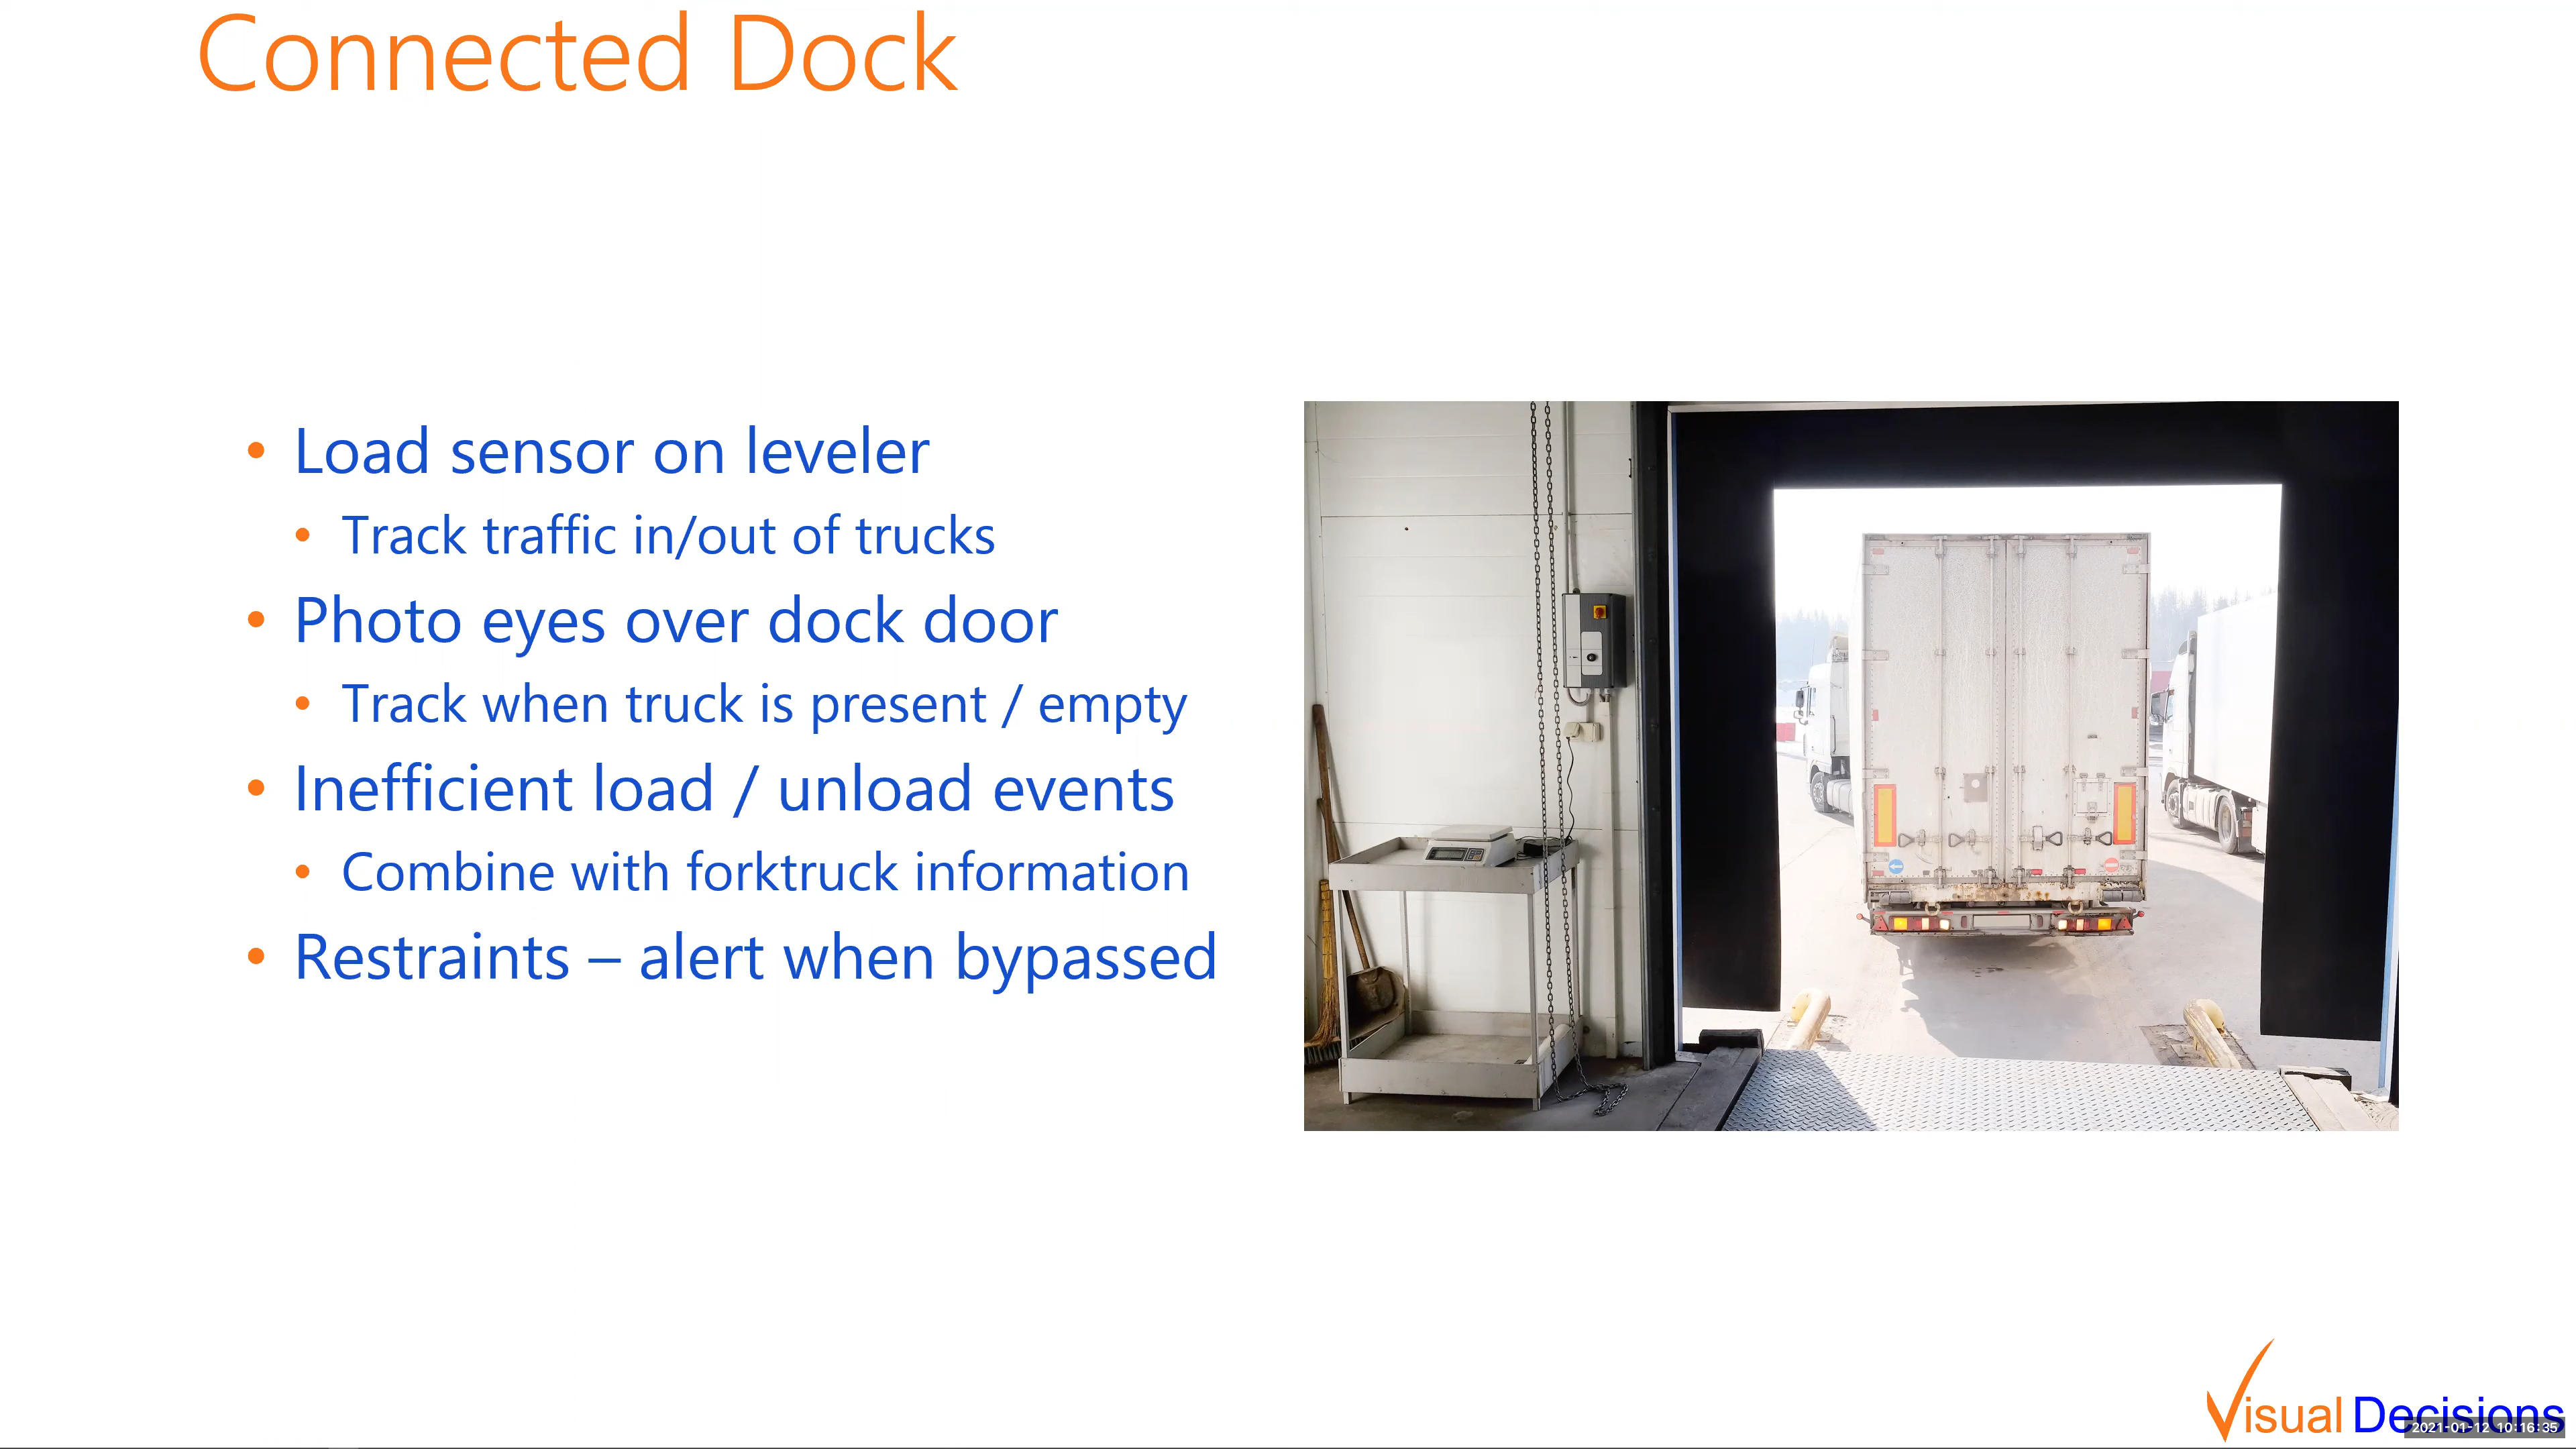 Connected Dock
• Load sensor on leveler
• Track traffic in/out of trucks
• Photo eyes over dock door
• Track when truck is present / empty
• Inefficient load / unload events
• Combine with forktruck information
• Restraints – alert when bypassed
Visual Decisions
2021-01-12 10:16:35